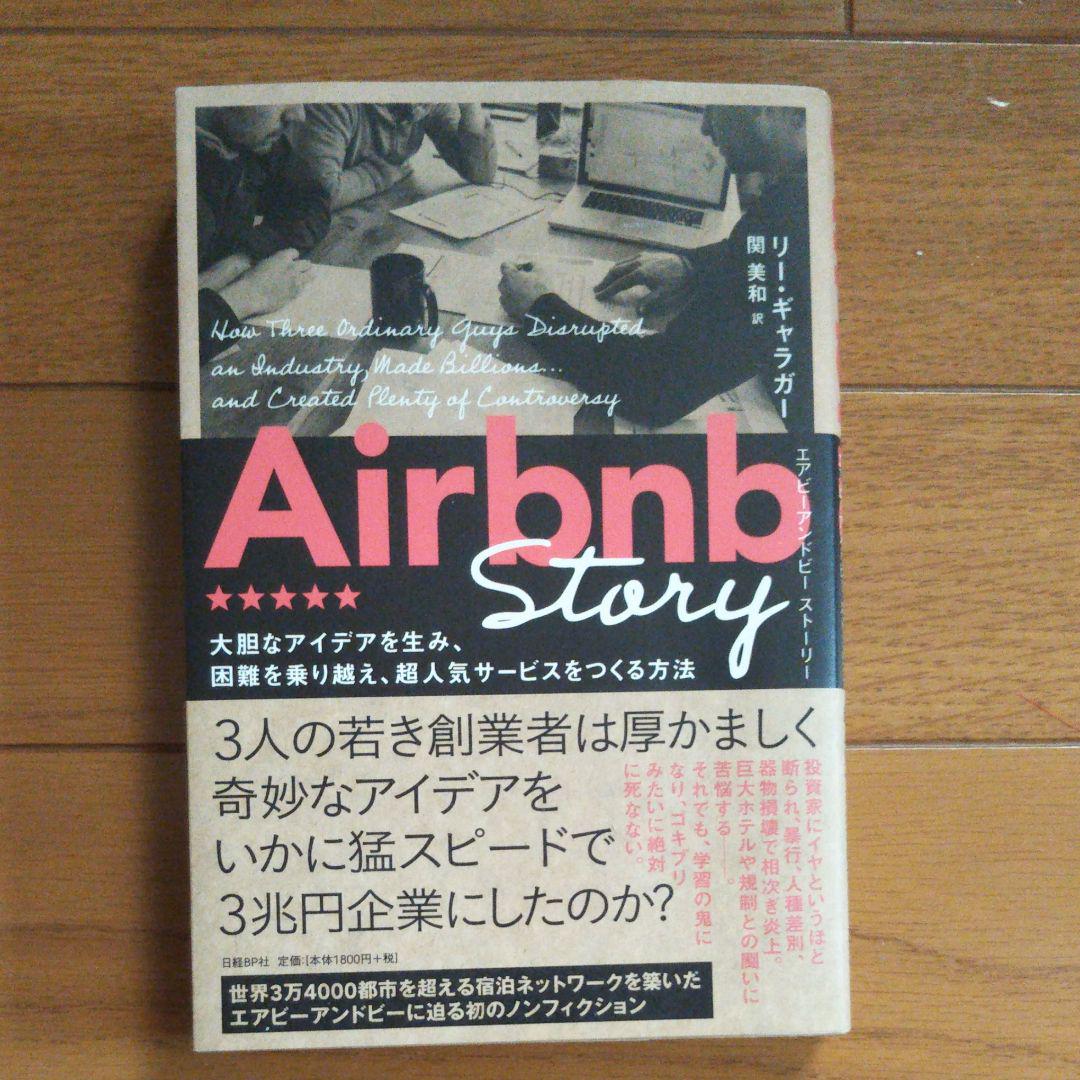 リー・ギャラガー
関 美和 訳
How Three Ordinary Guys Disrupted
an Industry, Made Billions...
and Created Plenty of Controversy
Airbnb
Story
エアビーアンドビー ストーリー
★★★★★
大胆なアイデアを生み、
困難を乗り越え、超人気サービスをつくる方法
3人の若き創業者は厚かましく
奇妙なアイデアを
いかに猛スピードで
3兆円企業にしたのか?
投資家にイヤというほど
断られ、暴行、人種差別、
器物損壊で相次ぎ炎上。
巨大ホテルや規制との闘いに
苦悩する――。
それでも、学習の鬼に
なり、ゴキブリ
みたいに絶対
に死なない。
日経BP社 定価:[本体1800円+税]
世界3万4000都市を超える宿泊ネットワークを築いた
エアビーアンドビーに迫る初のノンフィクション